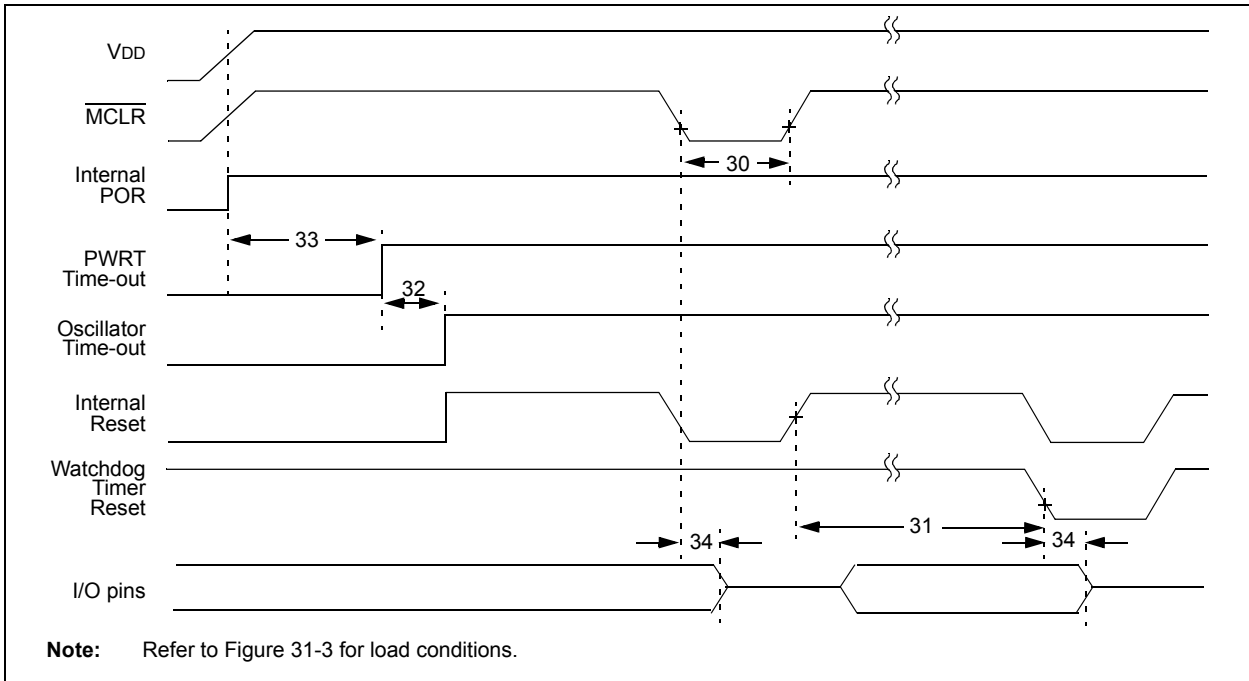 VDD
MCLR
30
Internal
POR
33
PWRT
Time-out
32
Oscillator
Time-out
Internal
Reset
Watchdog
Timer
Reset
31
34
34
I/O pins
Note: Refer to Figure 31-3 for load conditions.